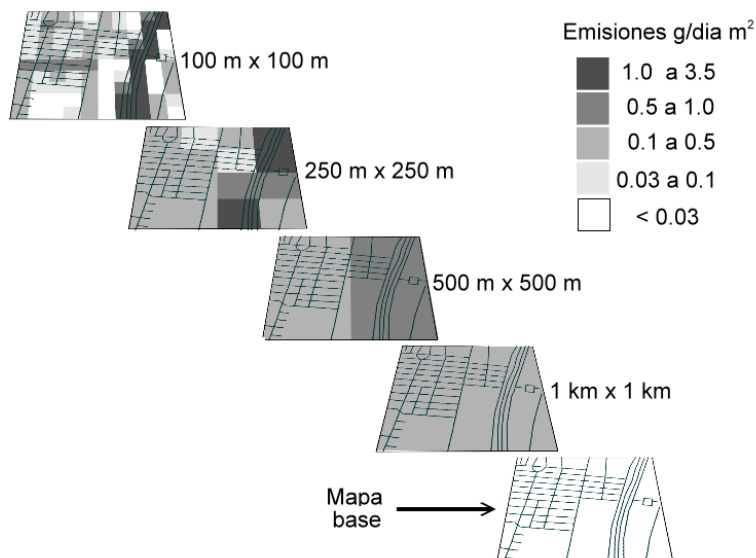 Emisiones g/dia m²
1.0 a 3.5
0.5 a 1.0
0.1 a 0.5
0.03 a 0.1
< 0.03
100 m x 100 m
250 m x 250 m
500 m x 500 m
1 km x 1 km
Mapa
base